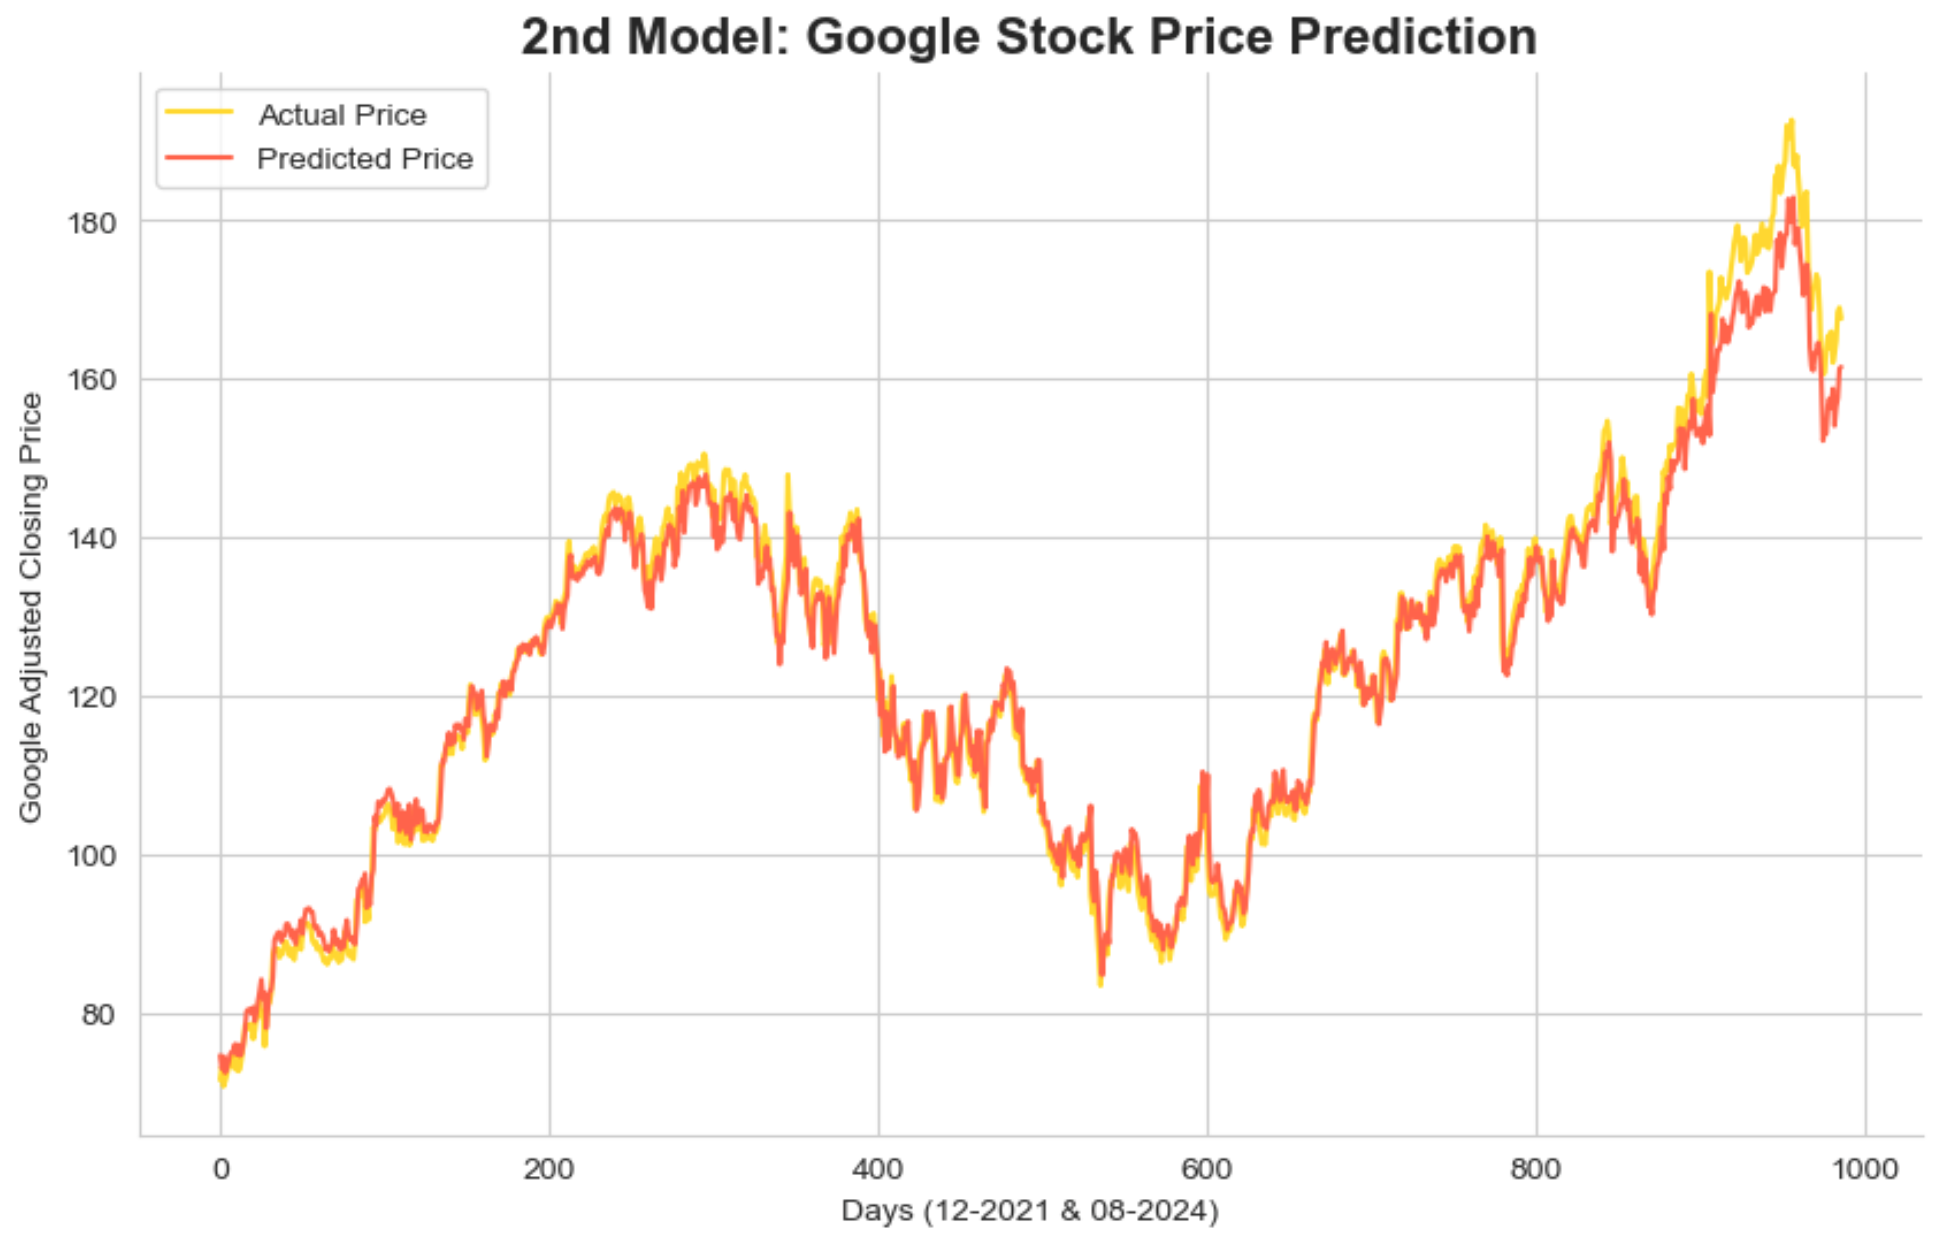 2nd Model: Google Stock Price Prediction
Actual Price
Predicted Price
Google Adjusted Closing Price
180
160
140
120
100
80
0 200 400 600 800 1000
Days (12-2021 & 08-2024)